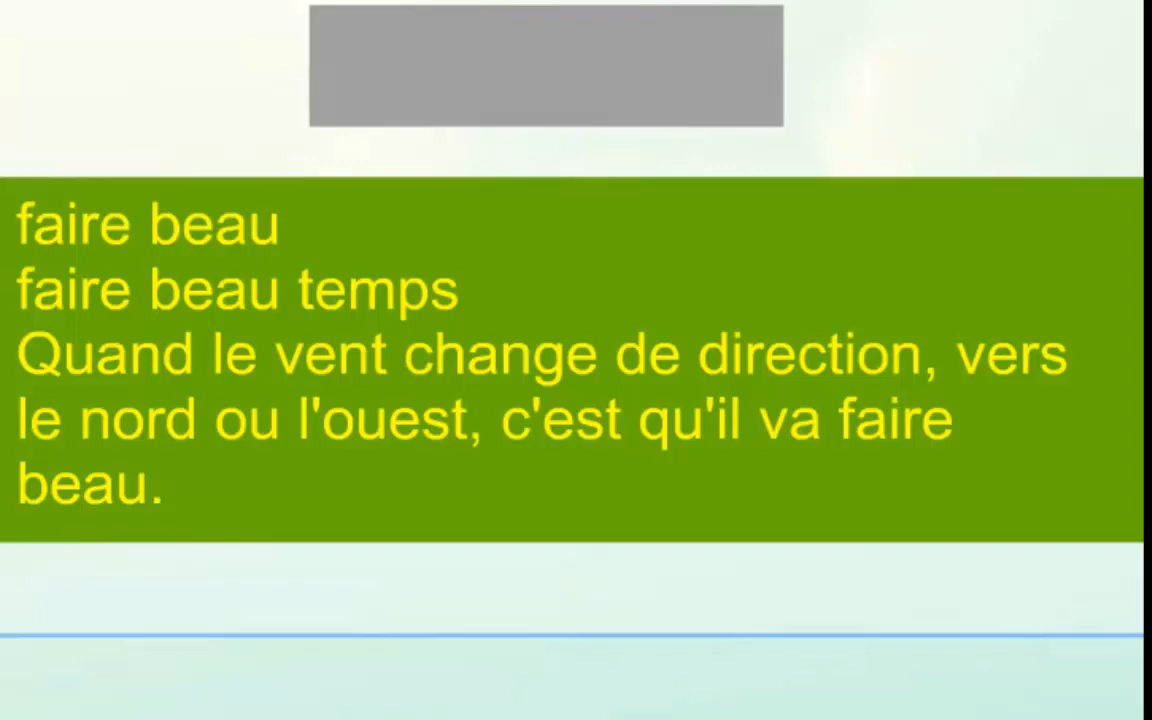 faire beau
faire beau temps
Quand le vent change de direction, vers
le nord ou l'ouest, c'est qu'il va faire
beau.